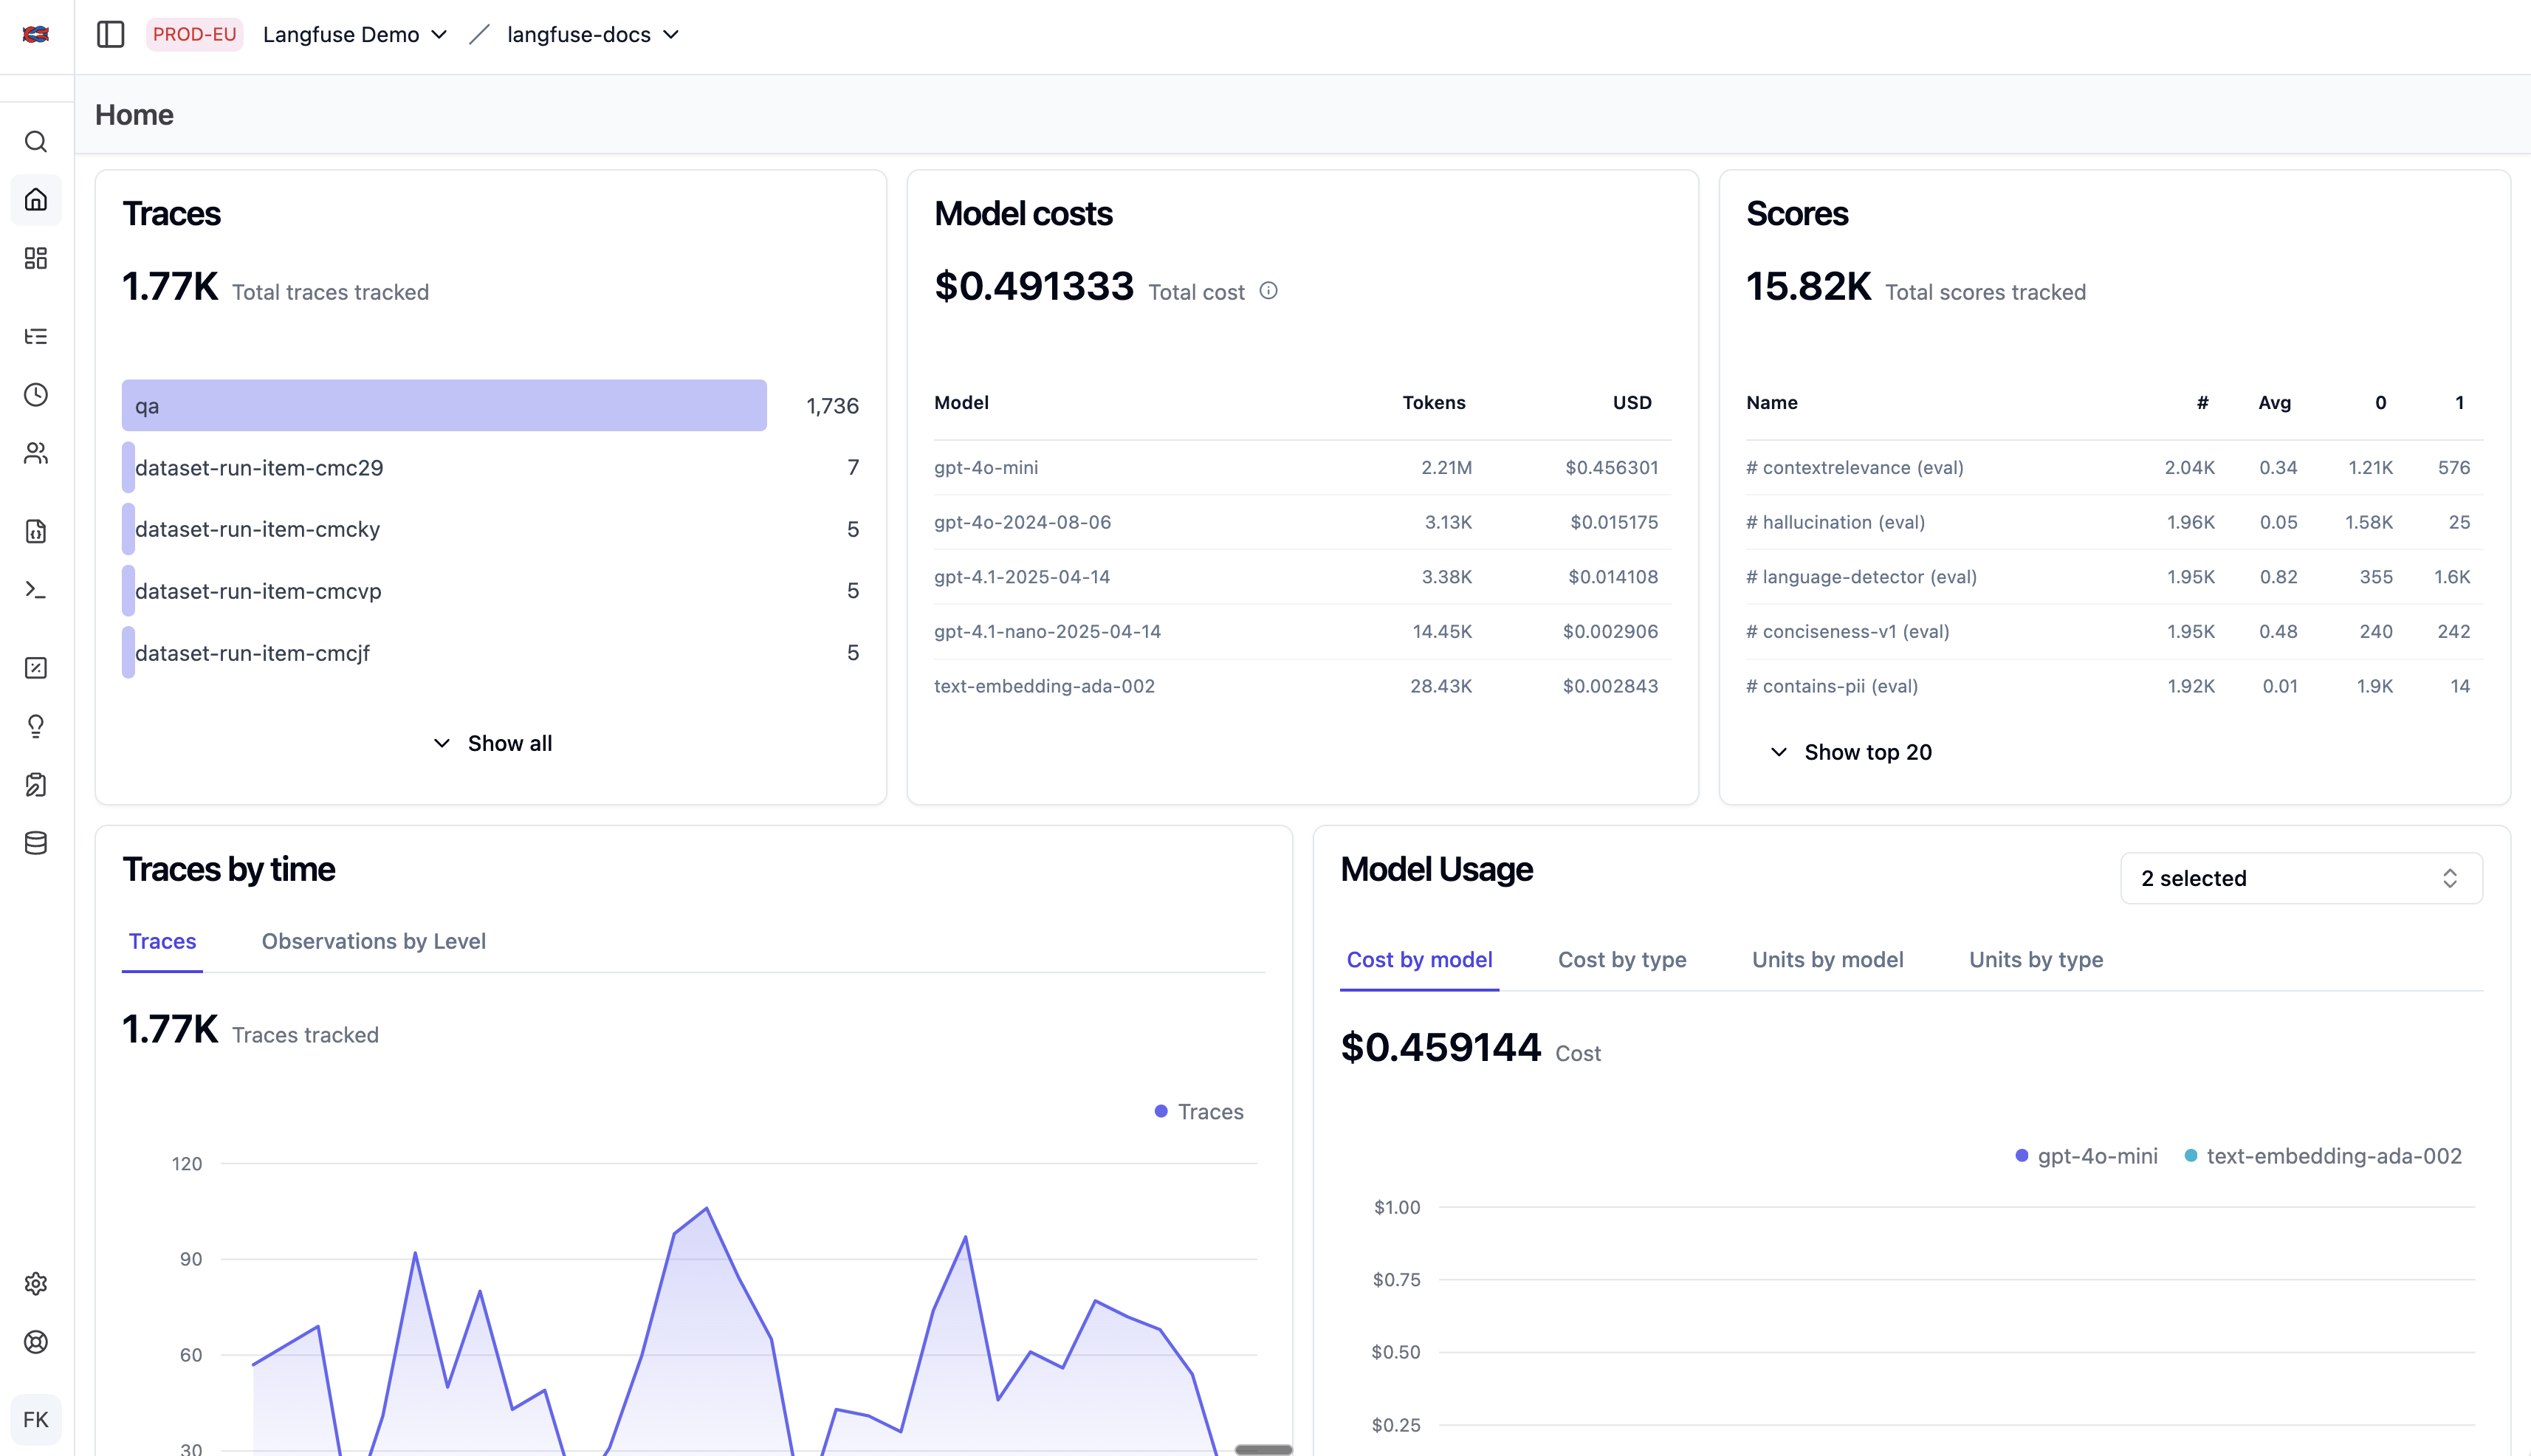 PROD-EU Langfuse Demo langfuse-docs
Home
Traces
1.77K Total traces tracked
qa 1,736
dataset-run-item-cmc29 7
dataset-run-item-cmcky 5
dataset-run-item-cmcvp 5
dataset-run-item-cmcjf 5
Show all
Model costs
$0.491333 Total cost
Model Tokens USD
gpt-4o-mini 2.21M $0.456301
gpt-4o-2024-08-06 3.13K $0.015175
gpt-4.1-2025-04-14 3.38K $0.014108
gpt-4.1-nano-2025-04-14 14.45K $0.002906
text-embedding-ada-002 28.43K $0.002843
Scores
15.82K Total scores tracked
Name # Avg 0 1
# contextrelevance (eval) 2.04K 0.34 1.21K 576
# hallucination (eval) 1.96K 0.05 1.58K 25
# language-detector (eval) 1.95K 0.82 355 1.6K
# conciseness-v1 (eval) 1.95K 0.48 240 242
# contains-pii (eval) 1.92K 0.01 1.9K 14
Show top 20
Traces by time
Traces Observations by Level
1.77K Traces tracked
Traces
120
90
60
30
Model Usage
2 selected
Cost by model Cost by type Units by model Units by type
$0.459144 Cost
gpt-4o-mini text-embedding-ada-002
$1.00
$0.75
$0.50
$0.25
FK